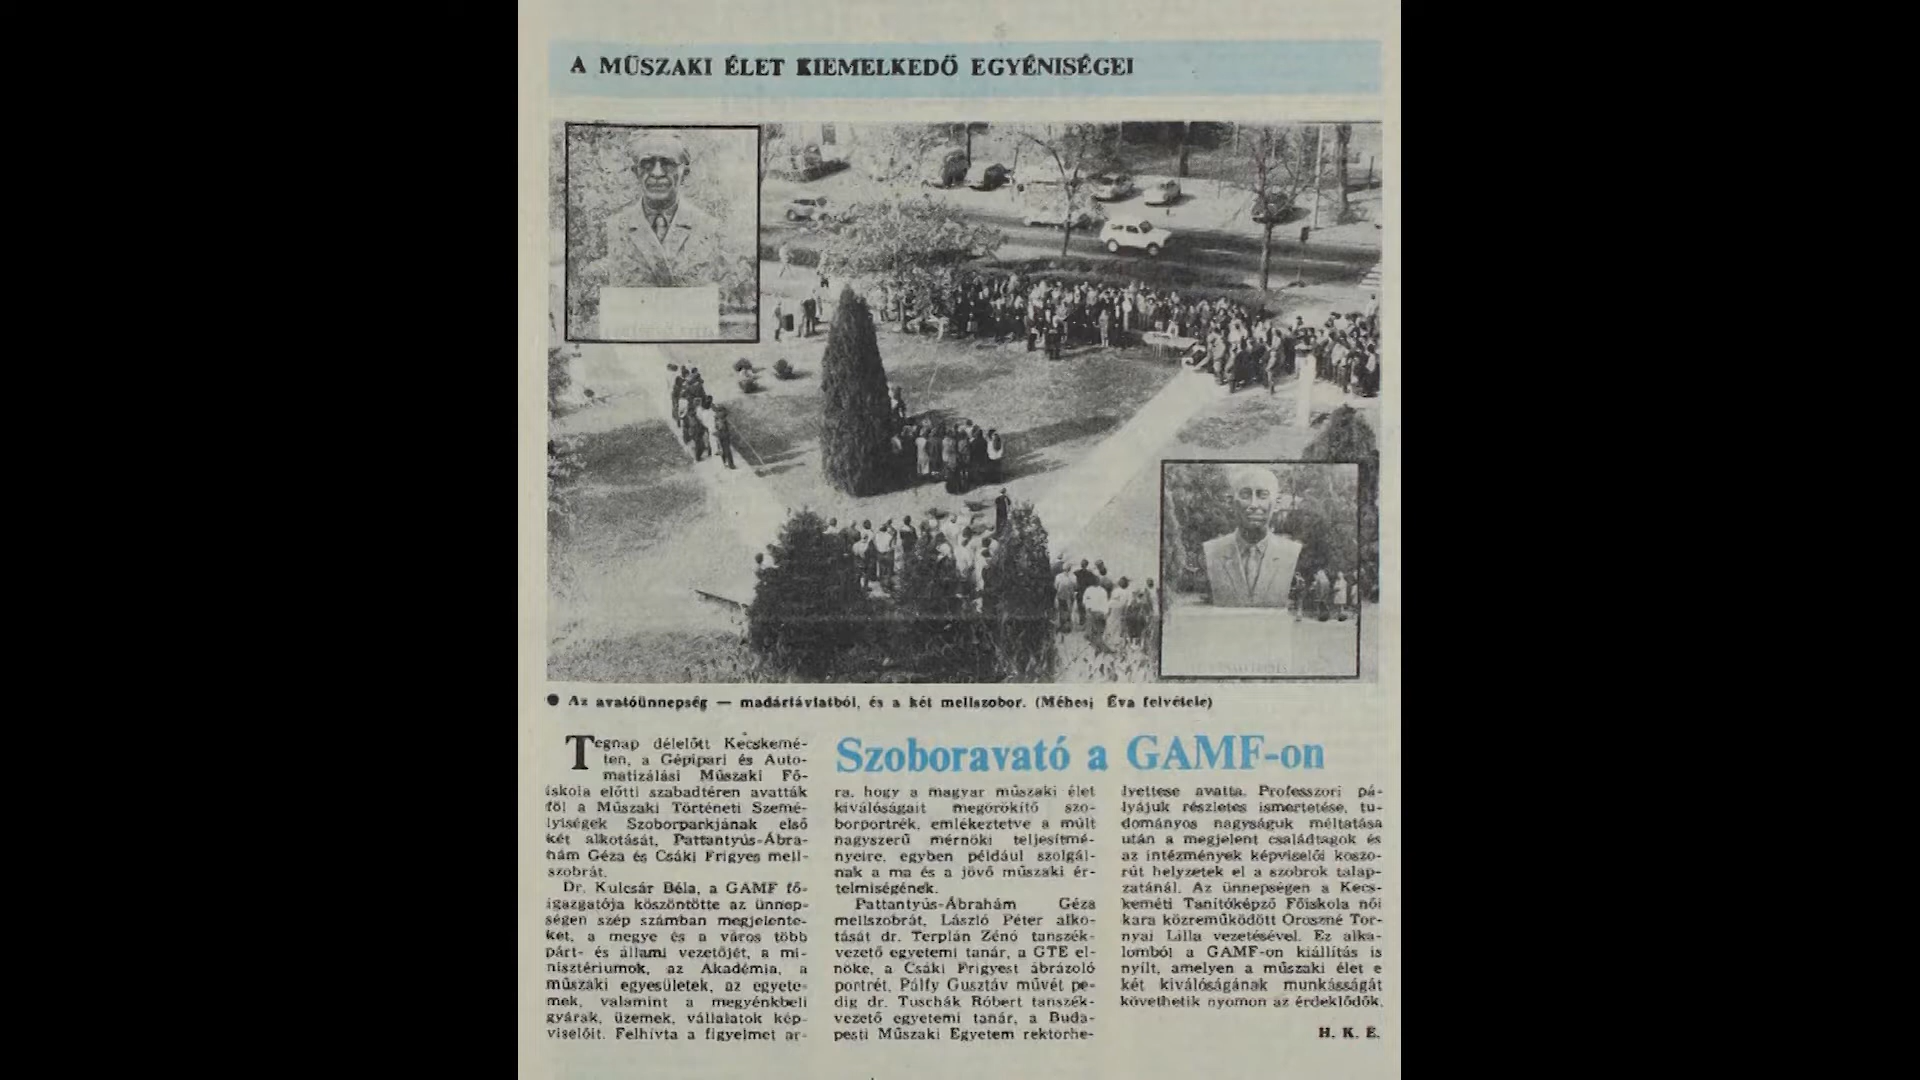 A MŰSZAKI ÉLET KIEMELKEDŐ EGYÉNISÉGEI
● Az avatóünnepség — madártávlatból, és a két mellszobor. (Méhesi Éva felvétele)
Szoboravató a GAMF-on
Tegnap délelőtt Kecskemé-
ten, a Gépipari és Auto-
matizálási Műszaki Fő-
iskola előtti szabadtéren avatták
föl a Műszaki Történeti Szemé-
lyiségek Szoborparkjának első
két alkotását, Pattantyús-Ábra-
hám Géza és Csáki Frigyes mell-
szobrát.
Dr. Kulcsár Béla, a GAMF fő-
igazgatója köszöntötte az ünnep-
ségen szép számban megjelente-
ket, a megye és a város több
párt- és állami vezetőjét, a mi-
nisztériumok, az Akadémia, a
műszaki egyesületek, az egyete-
mek, valamint a megyénkbeli
gyárak, üzemek, vállalatok kép-
viselőit. Felhívta a figyelmet ar-
ra, hogy a magyar műszaki élet
kiválóságait megörökítő szo-
borportrék, emlékeztetve a múlt
nagyszerű mérnöki teljesítmé-
nyeire, egyben például szolgál-
nak a ma és a jövő műszaki ér-
telmiségének.
Pattantyús-Ábrahám Géza
mellszobrát, László Péter alko-
tását dr. Terplán Zénó tanszék-
vezető egyetemi tanár, a GTE el-
nöke, a Csáki Frigyest ábrázoló
portrét, Pálfy Gusztáv művét pe-
dig dr. Tuschák Róbert tanszék-
vezető egyetemi tanár, a Buda-
pesti Műszaki Egyetem rektorhe-
lyettese avatta. Professzori pá-
lyájuk részletes ismertetése, tu-
dományos nagyságuk méltatása
után a megjelent családtagok és
az intézmények képviselői koszo-
rút helyzetek el a szobrok talap-
zatánál. Az ünnepségen a Kecs-
keméti Tanítóképző Főiskola női
kara közreműködött Oroszné Tor-
nyai Lilla vezetésével. Ez alka-
lomból a GAMF-on kiállítás is
nyílt, amelyen a műszaki élet e
két kiválóságának munkásságát
követhetik nyomon az érdeklődők.
H. K. É.